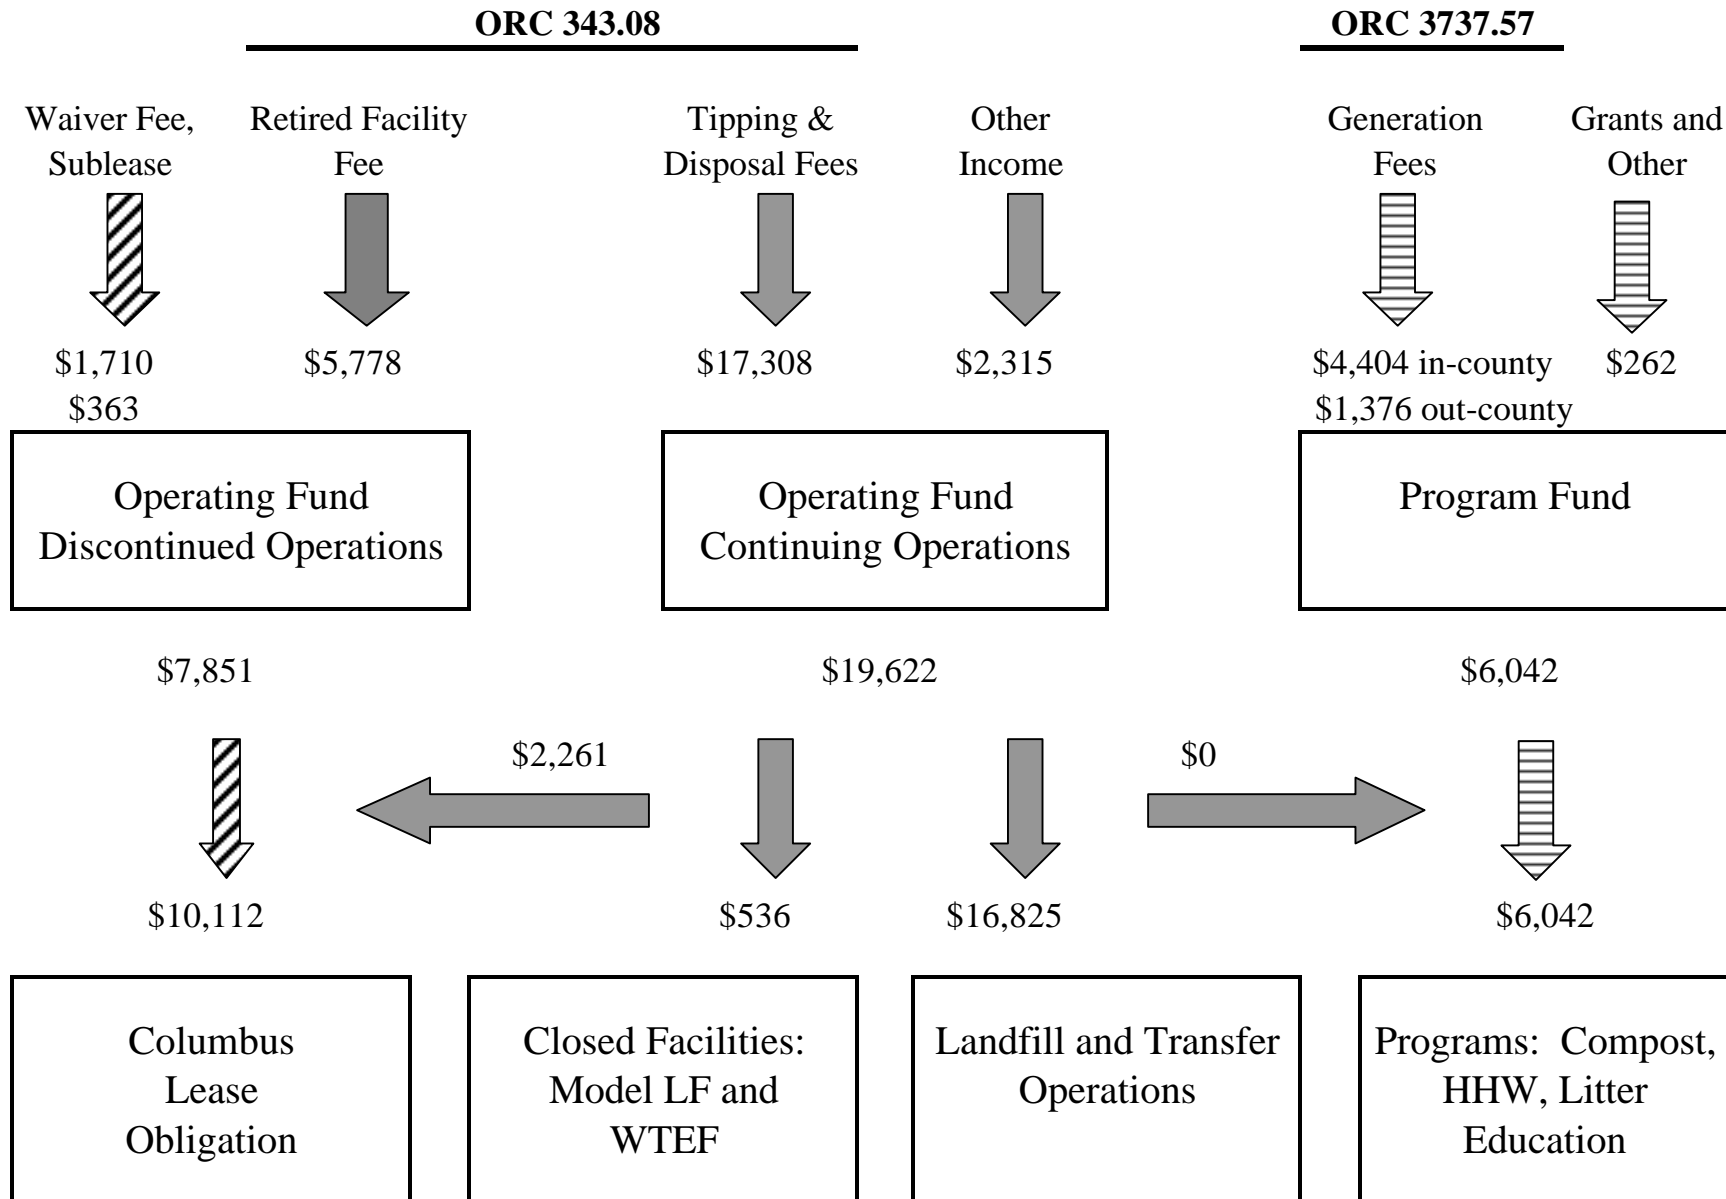 ORC 343.08
ORC 3737.57
Waiver Fee,
Sublease
Retired Facility
Fee
Tipping &
Disposal Fees
Other
Income
Generation
Fees
Grants and
Other
$1,710
$363
$5,778
$17,308
$2,315
$4,404 in-county
$1,376 out-county
$262
Operating Fund
Discontinued Operations
Operating Fund
Continuing Operations
Program Fund
$7,851
$19,622
$6,042
$2,261
$0
$10,112
$536
$16,825
$6,042
Columbus
Lease
Obligation
Closed Facilities:
Model LF and
WTEF
Landfill and Transfer
Operations
Programs: Compost,
HHW, Litter
Education